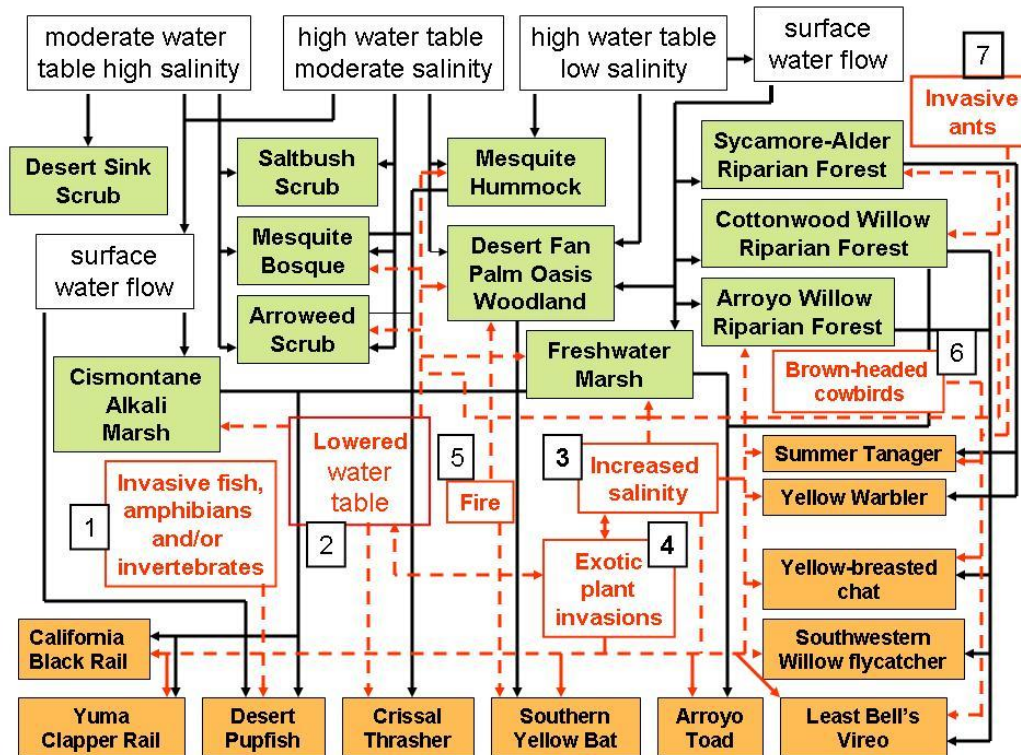 moderate water
table high salinity
high water table
moderate salinity
high water table
low salinity
surface
water flow
7
Invasive
ants
Desert Sink
Scrub
Saltbush
Scrub
Mesquite
Hummock
Sycamore-Alder
Riparian Forest
surface
water flow
Mesquite
Bosque
Desert Fan
Palm Oasis
Woodland
Cottonwood Willow
Riparian Forest
Arroweed
Scrub
Arroyo Willow
Riparian Forest
Cismontane
Alkali
Marsh
Freshwater
Marsh
Brown-headed
cowbirds
6
Lowered
water
table
2
5
Fire
3
Increased
salinity
Summer Tanager
Yellow Warbler
1
Invasive fish,
amphibians
and/or
invertebrates
4
Exotic
plant
invasions
Yellow-breasted
chat
California
Black Rail
Southwestern
Willow flycatcher
Yuma
Clapper Rail
Desert
Pupfish
Crissal
Thrasher
Southern
Yellow Bat
Arroyo
Toad
Least Bell's
Vireo